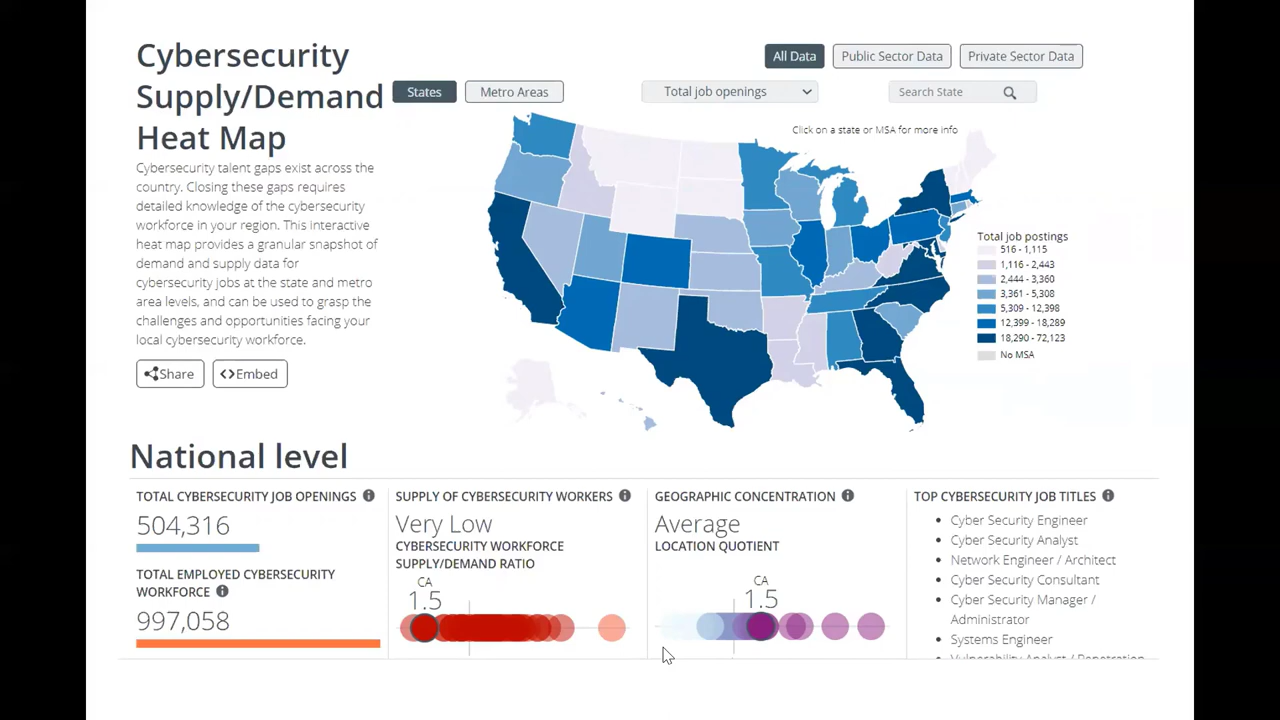 Cybersecurity
Supply/Demand
Heat Map
Cybersecurity talent gaps exist across the
country. Closing these gaps requires
detailed knowledge of the cybersecurity
workforce in your region. This interactive
heat map provides a granular snapshot of
demand and supply data for
cybersecurity jobs at the state and metro
area levels, and can be used to grasp the
challenges and opportunities facing your
local cybersecurity workforce.
Share
Embed
All Data
Public Sector Data
Private Sector Data
States
Metro Areas
Total job openings
Search State
Click on a state or MSA for more info
Total job postings
516 - 1,115
1,116 - 2,443
2,444 - 3,360
3,361 - 5,308
5,309 - 12,398
12,399 - 18,289
18,290 - 72,123
No MSA
National level
TOTAL CYBERSECURITY JOB OPENINGS
504,316
TOTAL EMPLOYED CYBERSECURITY
WORKFORCE
997,058
SUPPLY OF CYBERSECURITY WORKERS
Very Low
CYBERSECURITY WORKFORCE
SUPPLY/DEMAND RATIO
CA
1.5
GEOGRAPHIC CONCENTRATION
Average
LOCATION QUOTIENT
CA
1.5
TOP CYBERSECURITY JOB TITLES
Cyber Security Engineer
Cyber Security Analyst
Network Engineer / Architect
Cyber Security Consultant
Cyber Security Manager /
Administrator
Systems Engineer
Vulnerability Analyst / Penetration